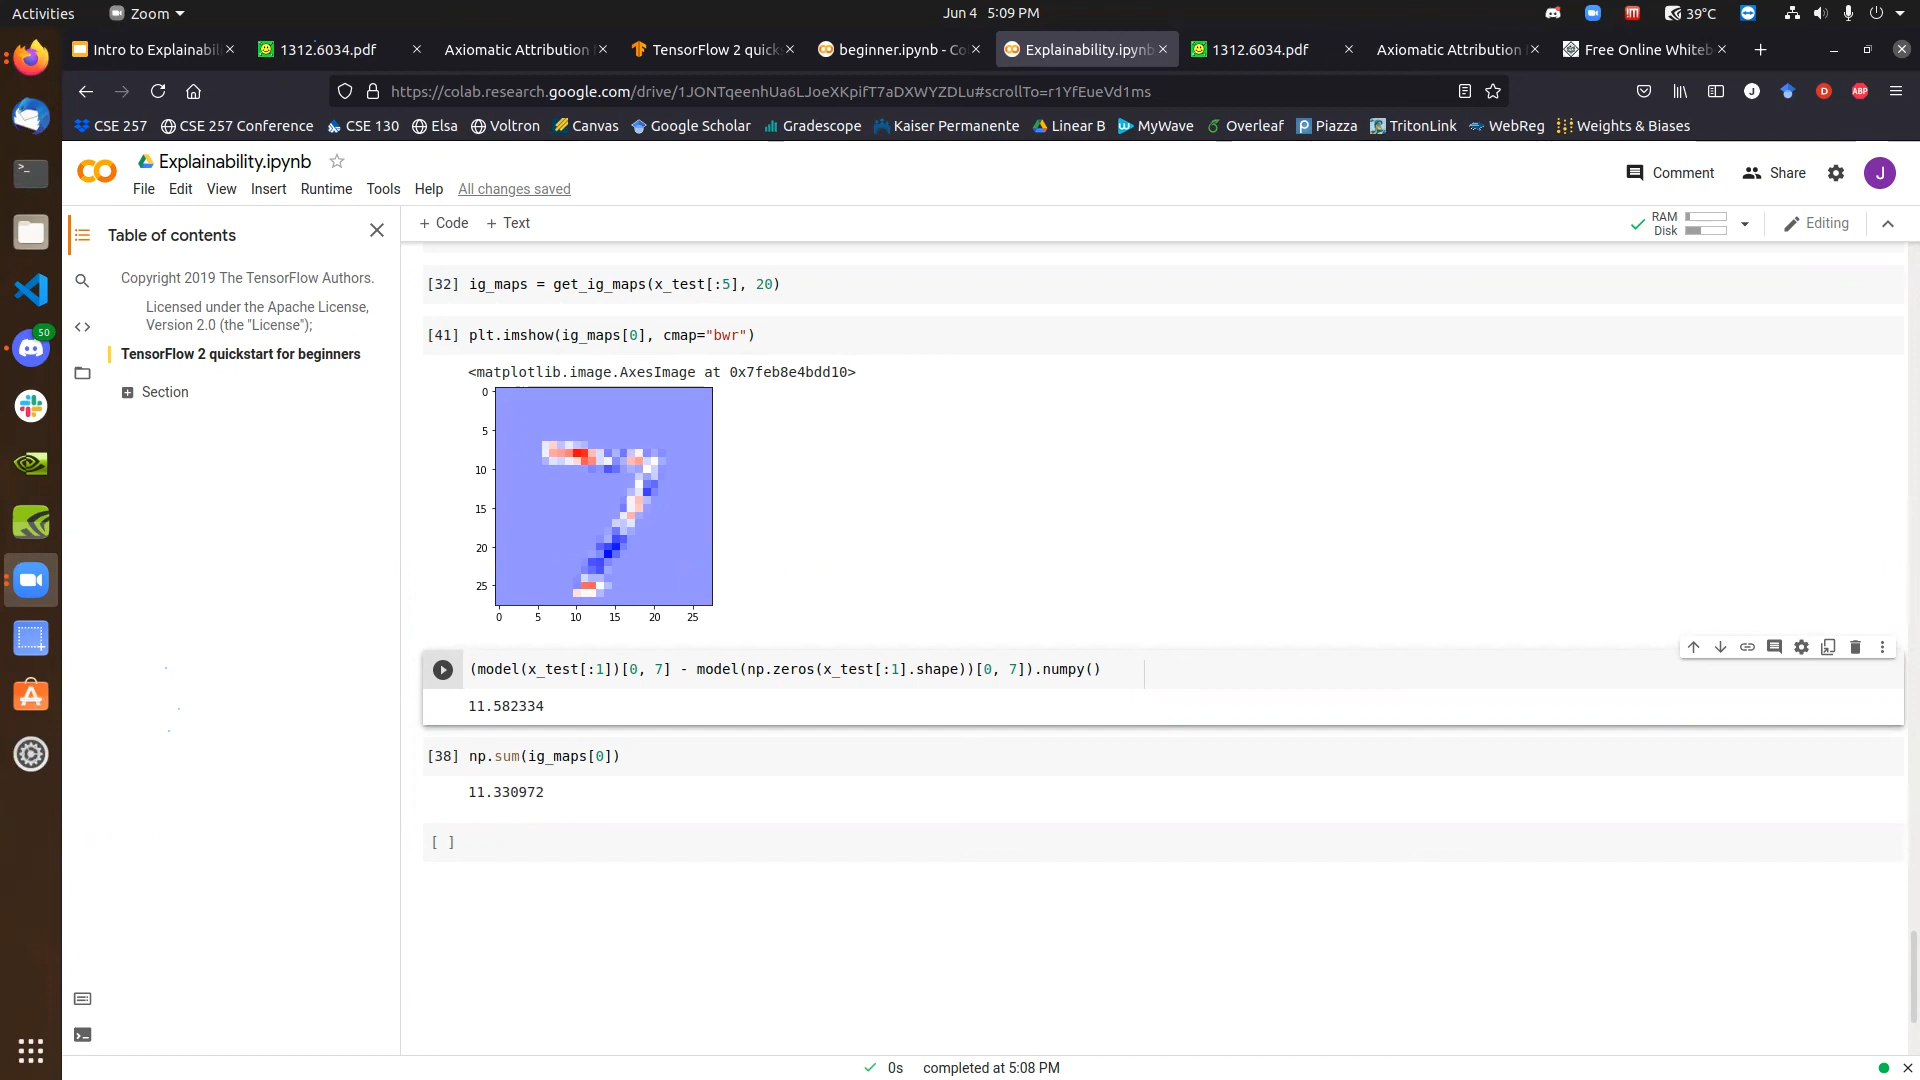 Activities Zoom Jun 4 5:09 PM 39°C
Intro to Explainabil 1312.6034.pdf Axiomatic Attribution TensorFlow 2 quick beginner.ipynb - Co Explainability.ipynb 1312.6034.pdf Axiomatic Attribution Free Online Whiteb
https://colab.research.google.com/drive/1JONTqeenhUa6LJoeXKpifT7aDXWYZDLu#scrollTo=r1YfEueVd1ms
CSE 257 CSE 257 Conference CSE 130 Elsa Voltron Canvas Google Scholar Gradescope Kaiser Permanente Linear B MyWave Overleaf Piazza TritonLink WebReg Weights & Biases
Explainability.ipynb
Comment Share J
File Edit View Insert Runtime Tools Help All changes saved
Table of contents
+ Code + Text
RAM
Disk
Editing
Copyright 2019 The TensorFlow Authors.
Licensed under the Apache License,
Version 2.0 (the "License");
TensorFlow 2 quickstart for beginners
Section
50
[32] ig_maps = get_ig_maps(x_test[:5], 20)
[41] plt.imshow(ig_maps[0], cmap="bwr")
<matplotlib.image.AxesImage at 0x7feb8e4bdd10>
0
5
10
15
20
25
0 5 10 15 20 25
(model(x_test[:1])[0, 7] - model(np.zeros(x_test[:1].shape))[0, 7]).numpy()
11.582334
[38] np.sum(ig_maps[0])
11.330972
[ ]
0s completed at 5:08 PM